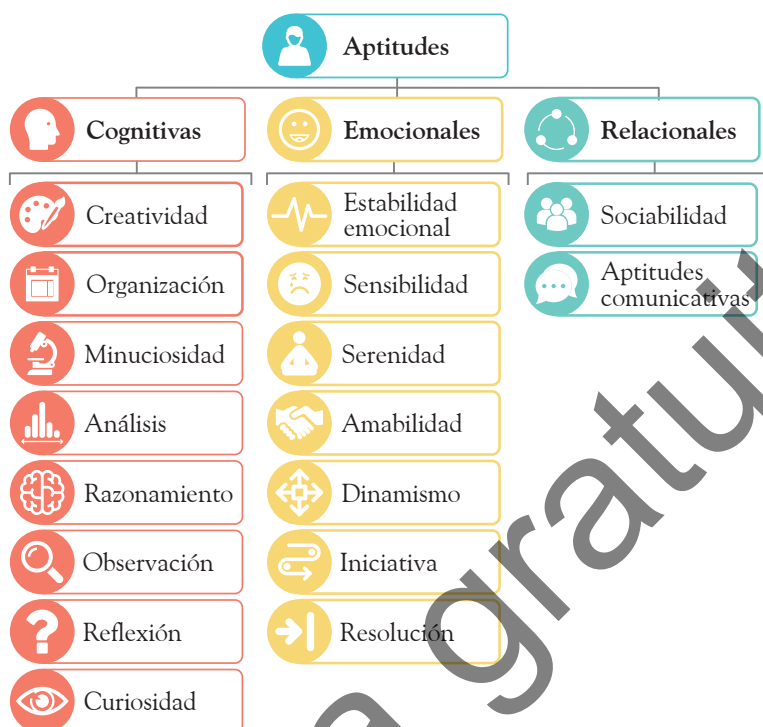 Aptitudes
Cognitivas
Creatividad
Organización
Minuciosidad
Análisis
Razonamiento
Observación
Reflexión
Curiosidad
Emocionales
Estabilidad
emocional
Sensibilidad
Serenidad
Amabilidad
Dinamismo
Iniciativa
Resolución
Relacionales
Sociabilidad
Aptitudes
comunicativas
a gratuit